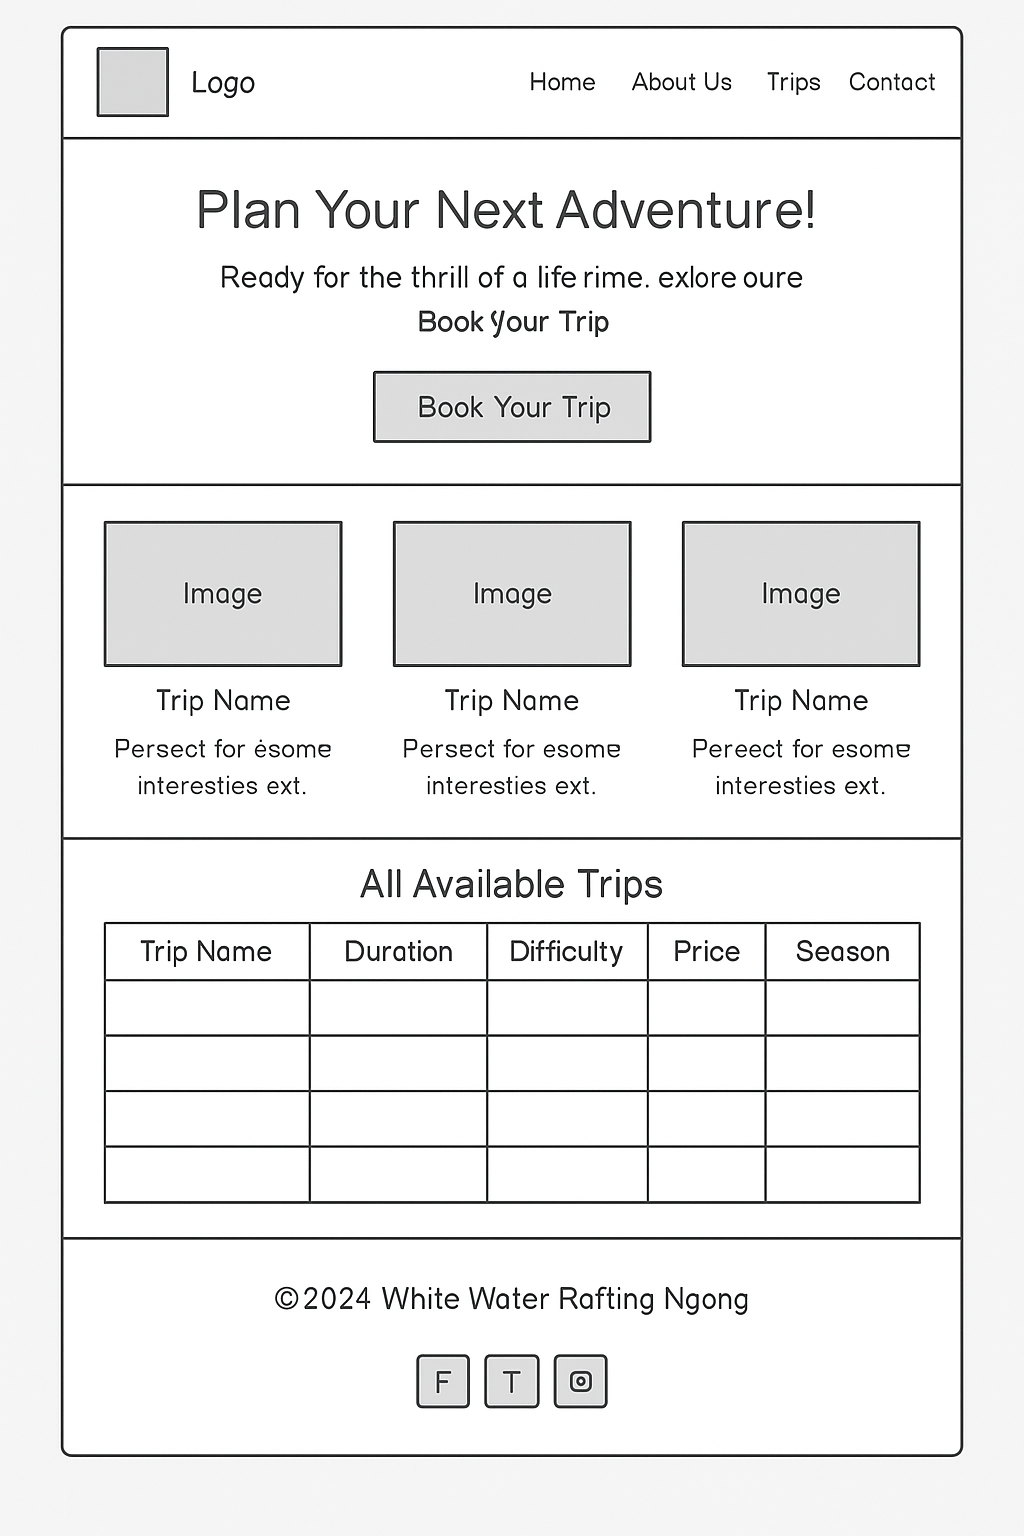 Logo
Home About Us Trips Contact
Plan Your Next Adventure!
Ready for the thrill of a life rime. exlore oure
Book Your Trip
Book Your Trip
Image Image Image
Trip Name Trip Name Trip Name
Persect for ėsome Persect for esome Pereect for esome
interesties ext. interesties ext. interesties ext.
All Available Trips
Trip Name Duration Difficulty Price Season
©2024 White Water Rafting Ngong
F T